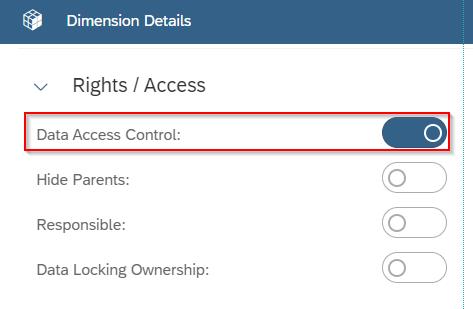 Dimension Details
Rights / Access
Data Access Control:
Hide Parents:
Responsible:
Data Locking Ownership: